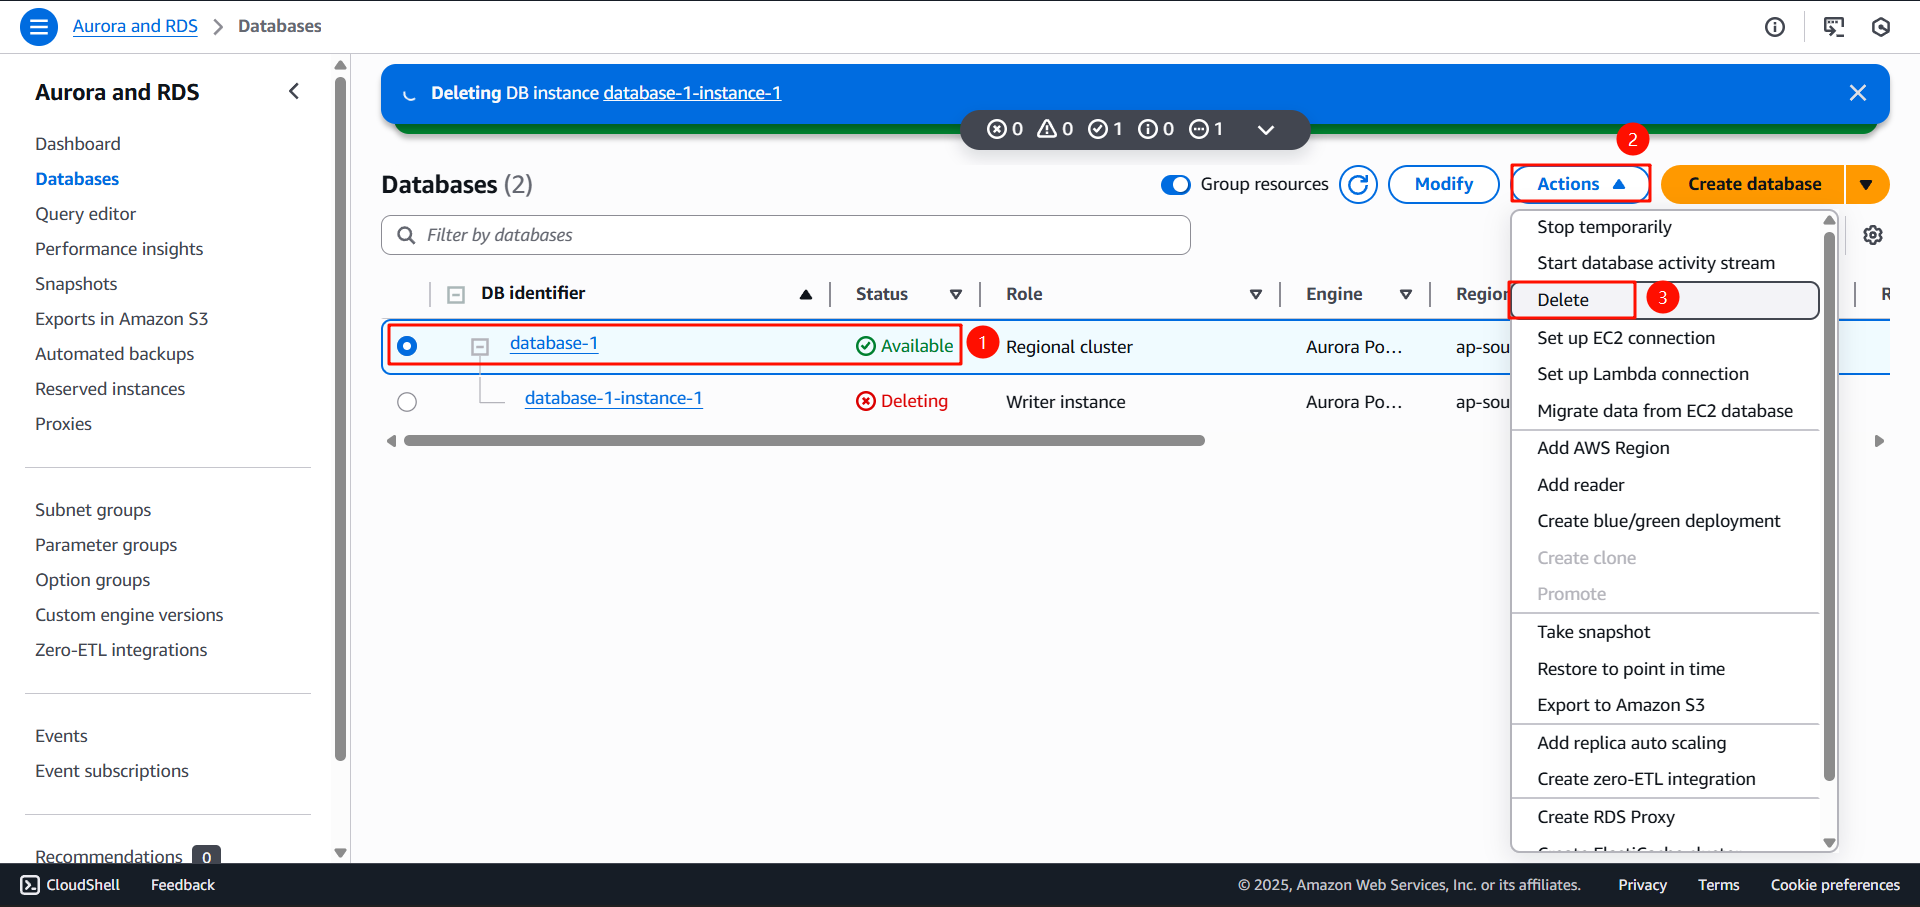 Aurora and RDS > Databases
Aurora and RDS
Dashboard
Databases
Query editor
Performance insights
Snapshots
Exports in Amazon S3
Automated backups
Reserved instances
Proxies
Subnet groups
Parameter groups
Option groups
Custom engine versions
Zero-ETL integrations
Events
Event subscriptions
Recommendations 0
Deleting DB instance database-1-instance-1
0 0 1 0 1
Databases (2)
Group resources
Modify
2
Actions
Create database
Filter by databases
DB identifier Status Role Engine Region R
database-1 Available 1 Regional cluster Aurora Po… ap-sou
database-1-instance-1 Deleting Writer instance Aurora Po… ap-sou
Stop temporarily
Start database activity stream
Delete 3
Set up EC2 connection
Set up Lambda connection
Migrate data from EC2 database
Add AWS Region
Add reader
Create blue/green deployment
Create clone
Promote
Take snapshot
Restore to point in time
Export to Amazon S3
Add replica auto scaling
Create zero-ETL integration
Create RDS Proxy
Create ElastiCache cluster
CloudShell Feedback © 2025, Amazon Web Services, Inc. or its affiliates. Privacy Terms Cookie preferences